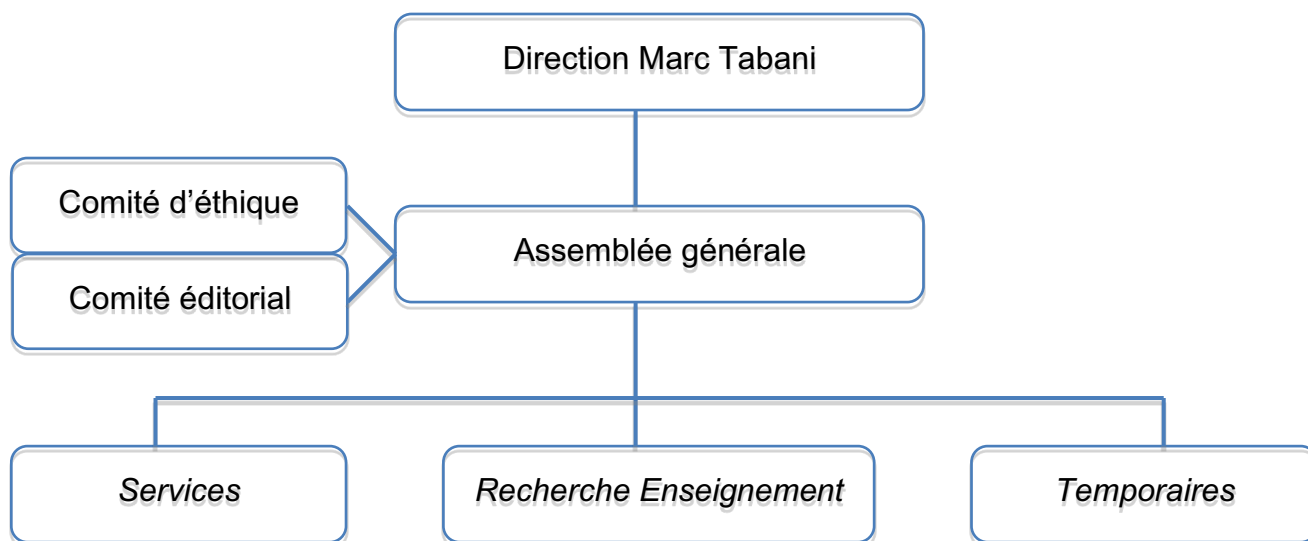 Direction Marc Tabani
Comité d’éthique
Assemblée générale
Comité éditorial
Services
Recherche Enseignement
Temporaires